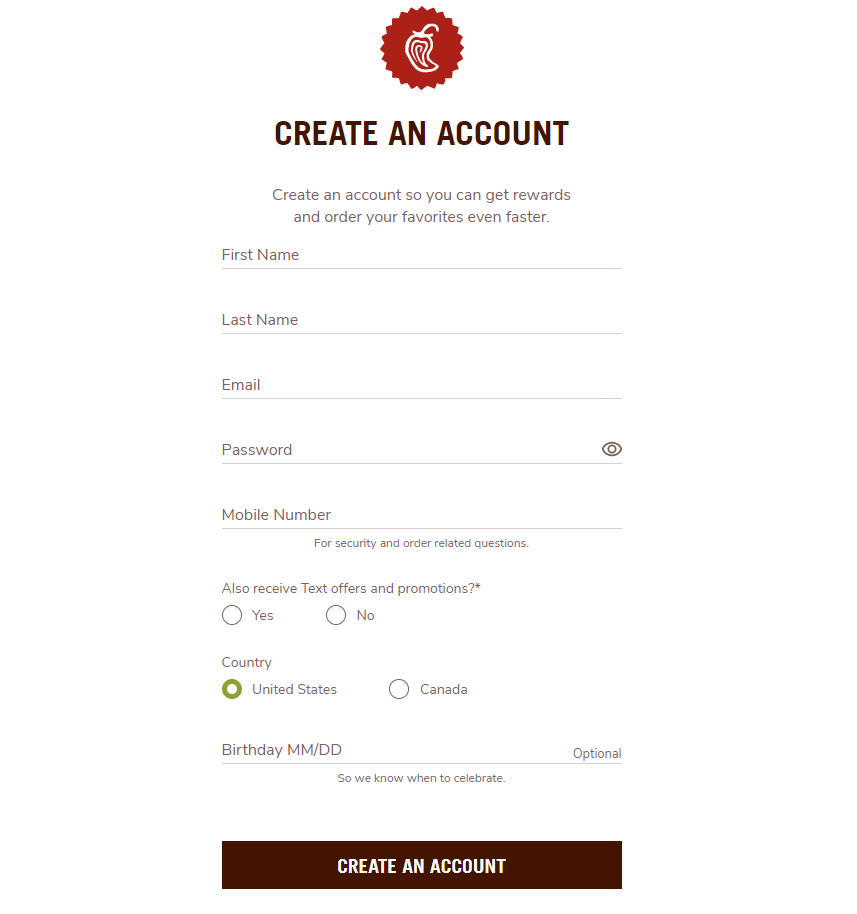 CREATE AN ACCOUNT
Create an account so you can get rewards
and order your favorites even faster.
First Name
Last Name
Email
Password
Mobile Number
For security and order related questions.
Also receive Text offers and promotions?*
Yes No
Country
United States Canada
Birthday MM/DD Optional
So we know when to celebrate.
CREATE AN ACCOUNT